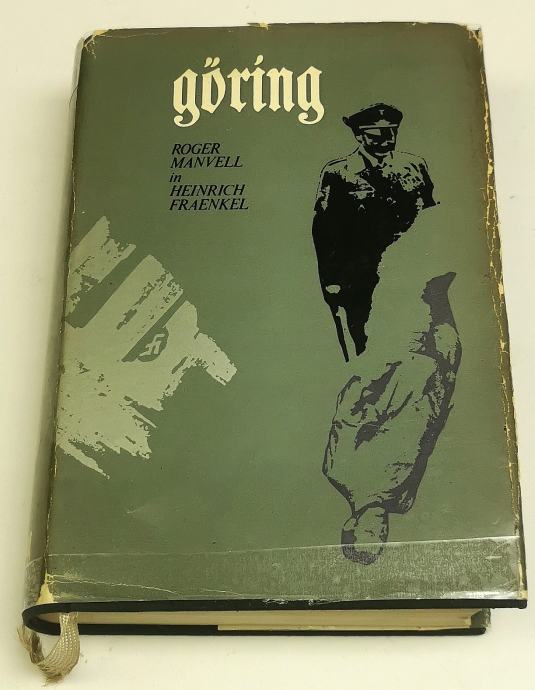 göring
ROGER
MANVELL
in
HEINRICH
FRAENKEL